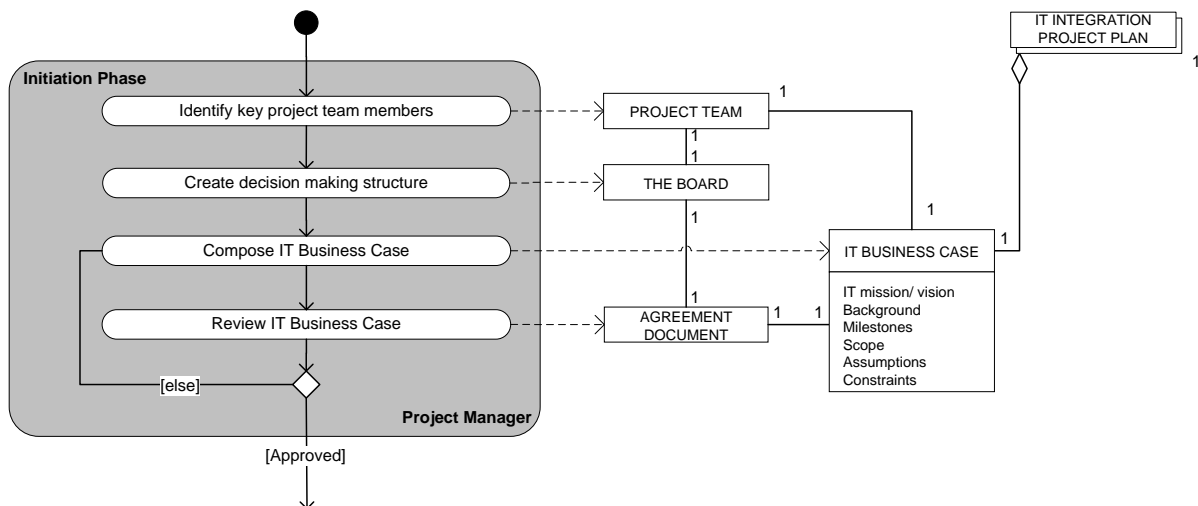 IT INTEGRATION
PROJECT PLAN
1
Initiation Phase
Identify key project team members
PROJECT TEAM
1
1
1
Create decision making structure
THE BOARD
1
1
Compose IT Business Case
IT BUSINESS CASE
1
IT mission/ vision
Background
Milestones
Scope
Assumptions
Constraints
1
Review IT Business Case
AGREEMENT
DOCUMENT
1
1
[else]
Project Manager
[Approved]